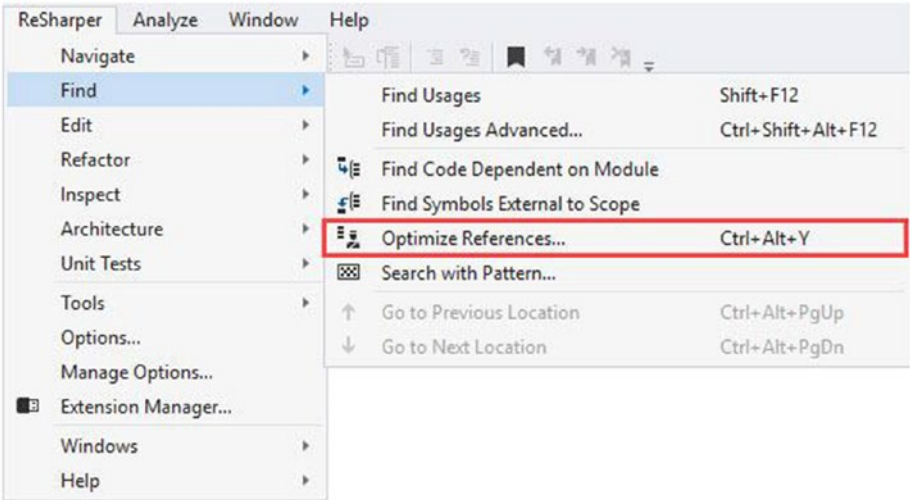 ReSharper Analyze Window Help
Navigate
Find
Edit
Refactor
Inspect
Architecture
Unit Tests
Tools
Options...
Manage Options...
Extension Manager...
Windows
Help
Find Usages Shift+F12
Find Usages Advanced... Ctrl+Shift+Alt+F12
Find Code Dependent on Module
Find Symbols External to Scope
Optimize References... Ctrl+Alt+Y
Search with Pattern...
Go to Previous Location Ctrl+Alt+PgUp
Go to Next Location Ctrl+Alt+PgDn